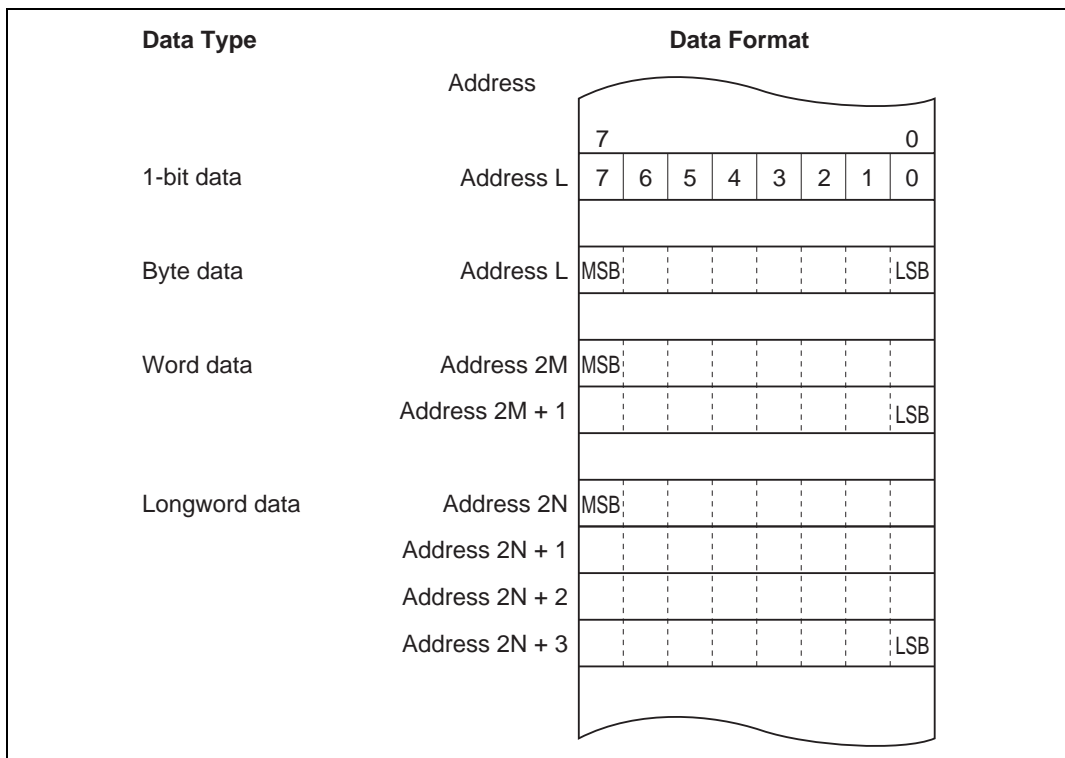 Data Type Data Format
Address
7 0
1-bit data Address L 7 6 5 4 3 2 1 0
Byte data Address L MSB LSB
Word data Address 2M MSB
Address 2M + 1 LSB
Longword data Address 2N MSB
Address 2N + 1
Address 2N + 2
Address 2N + 3 LSB